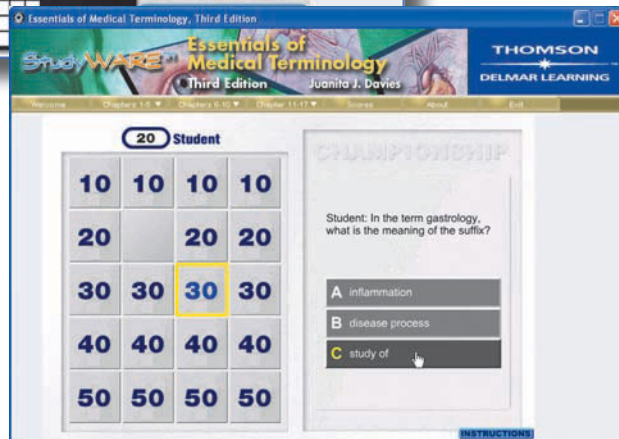 Essentials of Medical Terminology, Third Edition
StudyWARE™
Essentials of
Medical Terminology
Third Edition Juanita J. Davies
THOMSON
™
DELMAR LEARNING
Welcome Chapters 1-5 ▼ Chapters 6-10 ▼ Chapter 11-17 ▼ Scores About Exit
20 Student
CHAMPIONSHIP
10 10 10 10
20 20 20
30 30 30 30
40 40 40 40
50 50 50 50
Student: In the term gastrology,
what is the meaning of the suffix?
A inflammation
B disease process
C study of
INSTRUCTIONS